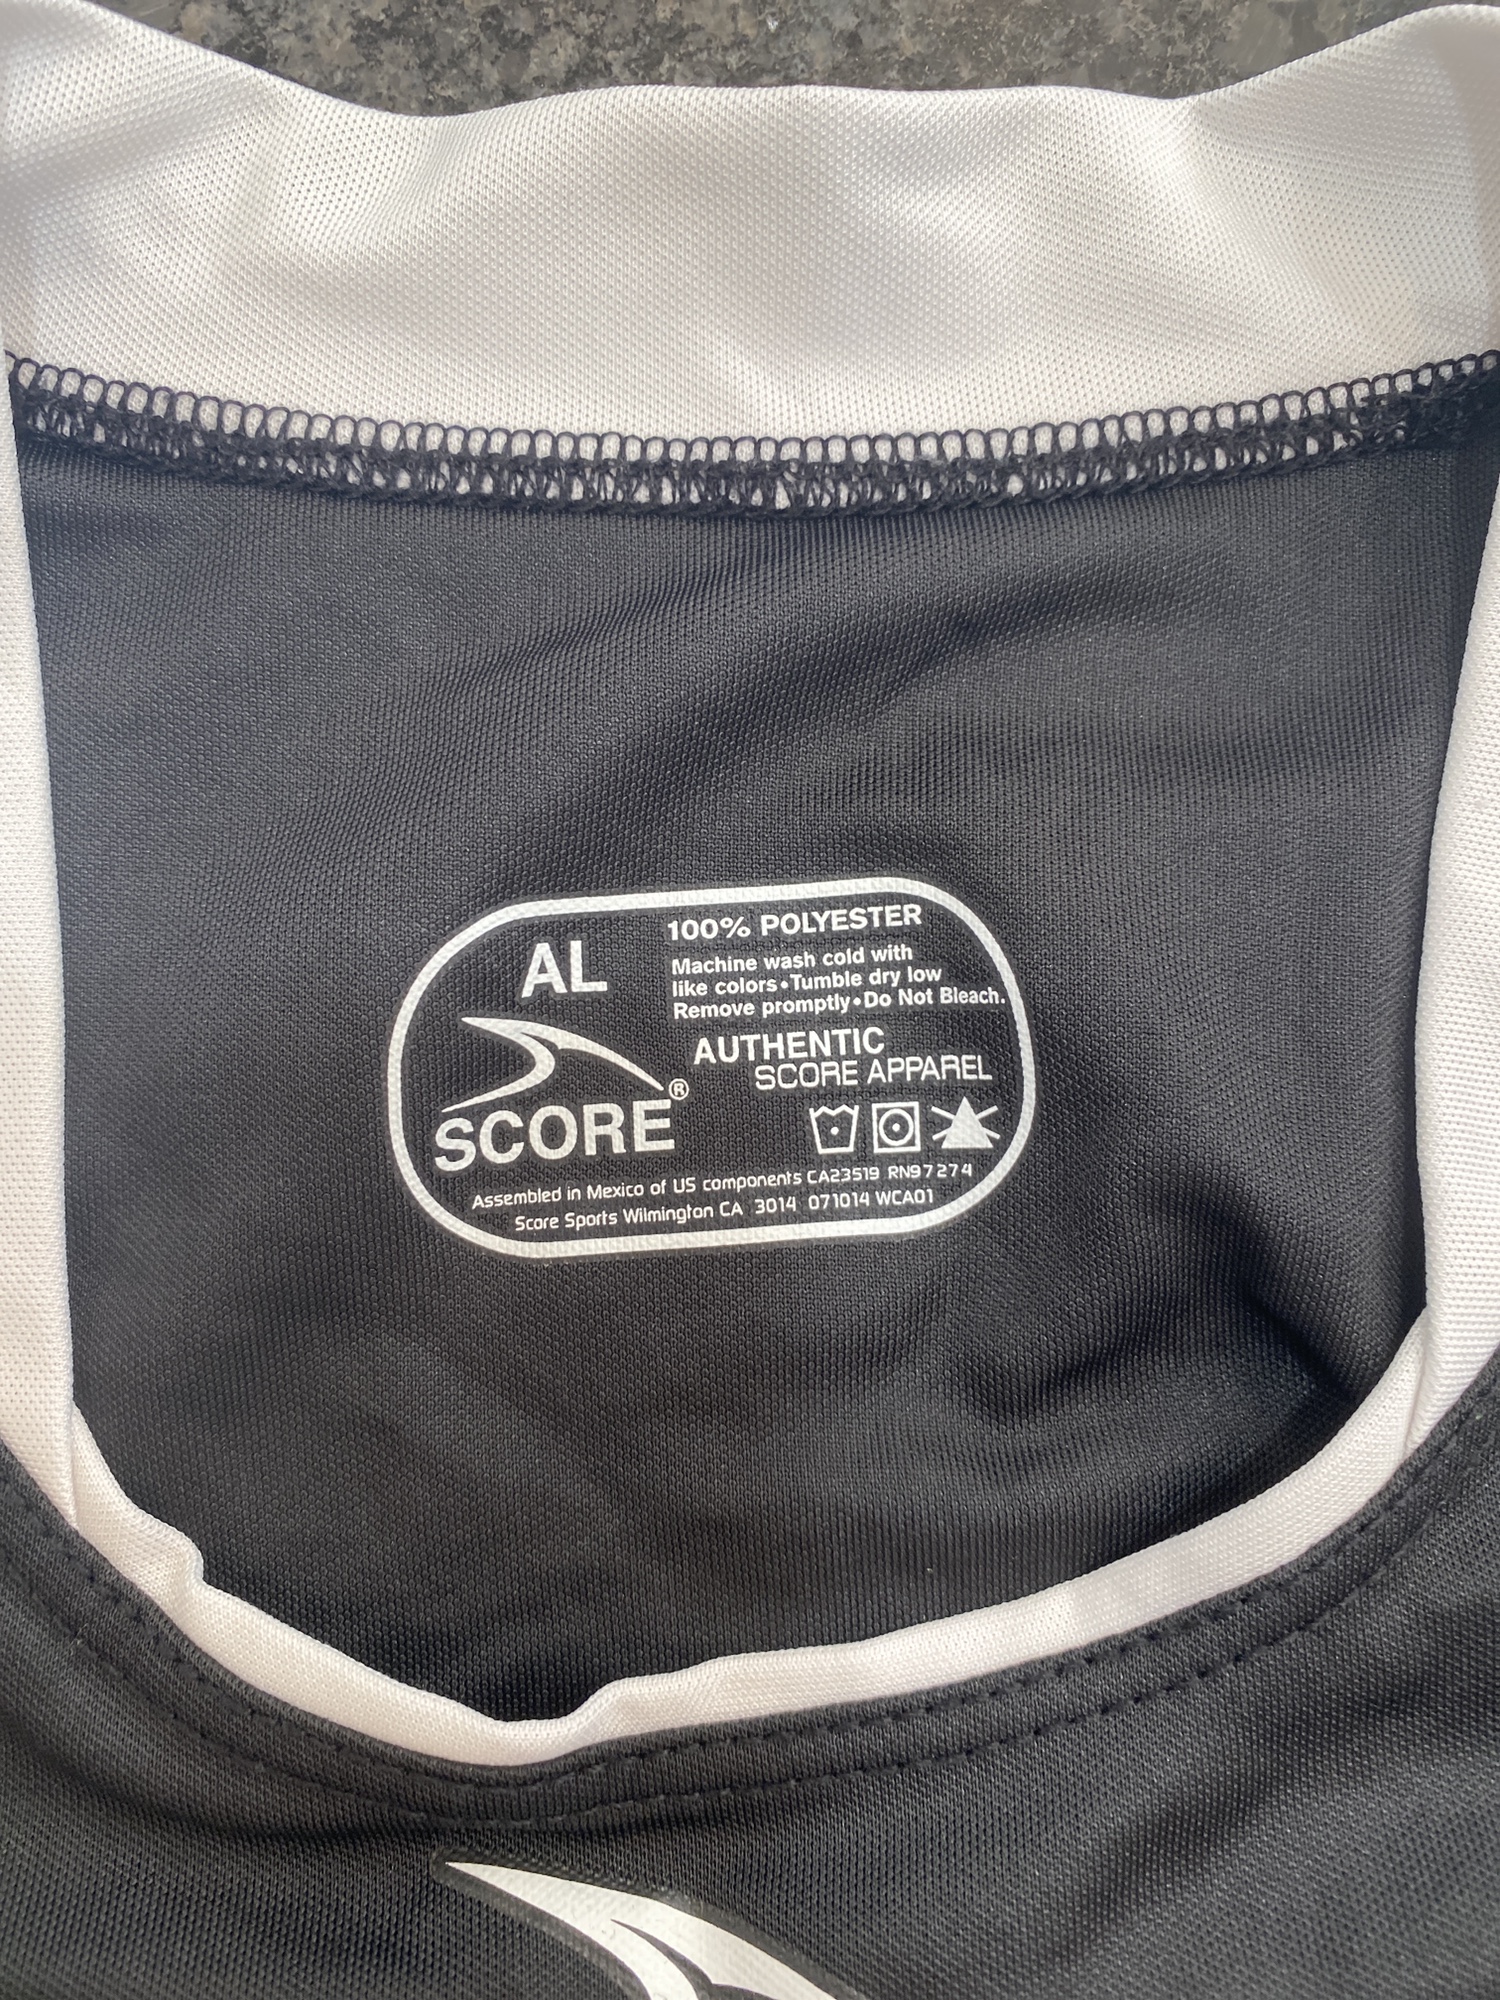 AL
100% POLYESTER
Machine wash cold with
like colors•Tumble dry low
Remove promptly•Do Not Bleach.
AUTHENTIC
SCORE APPAREL
SCORE®
Assembled in Mexico of US components CA23519 RN97274
Score Sports Wilmington CA 3014 071014 WCA01